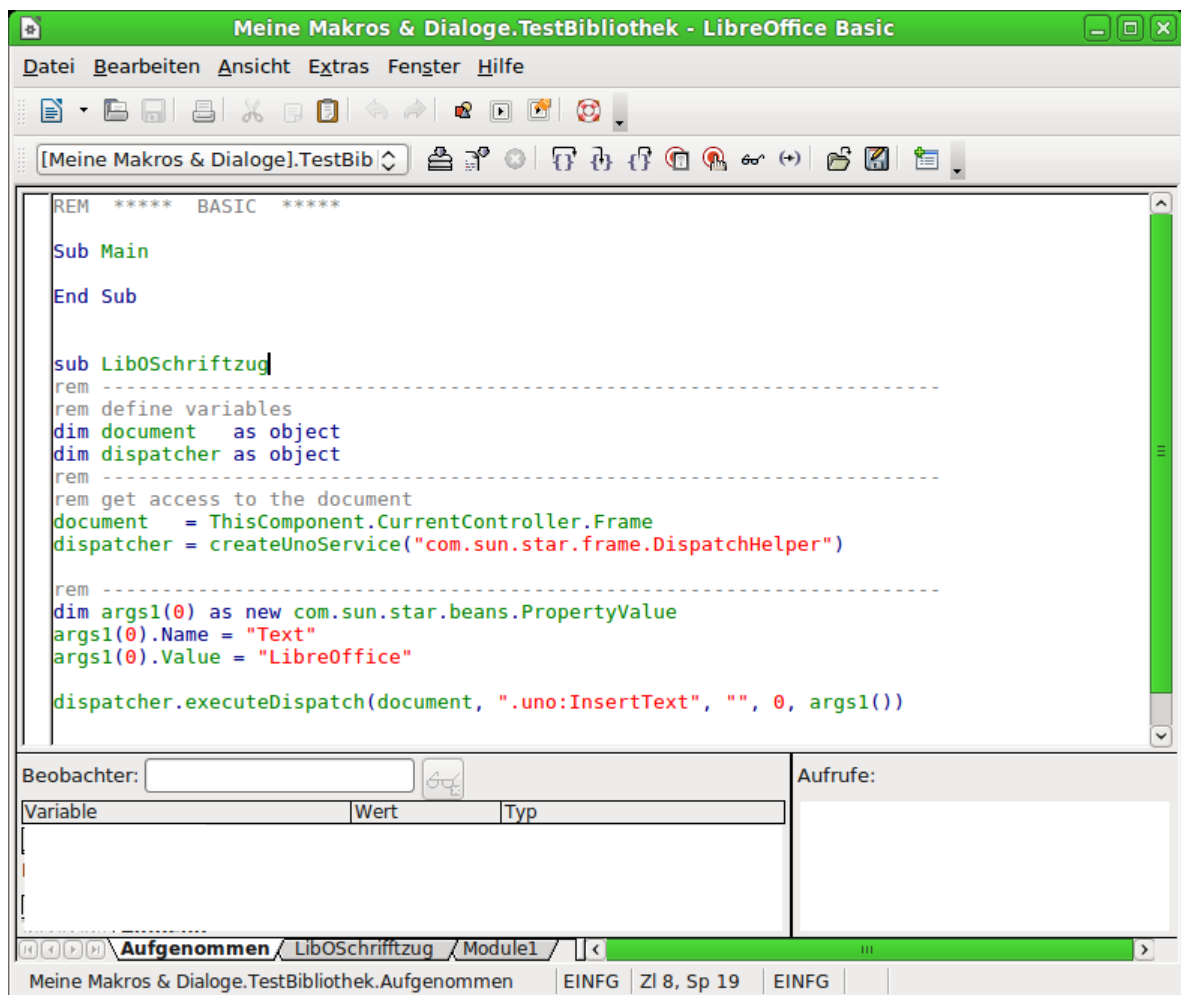 Meine Makros & Dialoge.TestBibliothek - LibreOffice Basic
Datei Bearbeiten Ansicht Extras Fenster Hilfe
[Meine Makros & Dialoge].TestBib
REM ***** BASIC *****
Sub Main
End Sub
sub LibOSchriftzug
rem ----------------------------------------------------------------------
rem define variables
dim document as object
dim dispatcher as object
rem ----------------------------------------------------------------------
rem get access to the document
document = ThisComponent.CurrentController.Frame
dispatcher = createUnoService("com.sun.star.frame.DispatchHelper")
rem ----------------------------------------------------------------------
dim args1(0) as new com.sun.star.beans.PropertyValue
args1(0).Name = "Text"
args1(0).Value = "LibreOffice"
dispatcher.executeDispatch(document, ".uno:InsertText", "", 0, args1())
Beobachter:
Aufrufe:
Variable Wert Typ
Aufgenommen LibOSchrifftzug Module1
Meine Makros & Dialoge.TestBibliothek.Aufgenommen EINFG Zl 8, Sp 19 EINFG